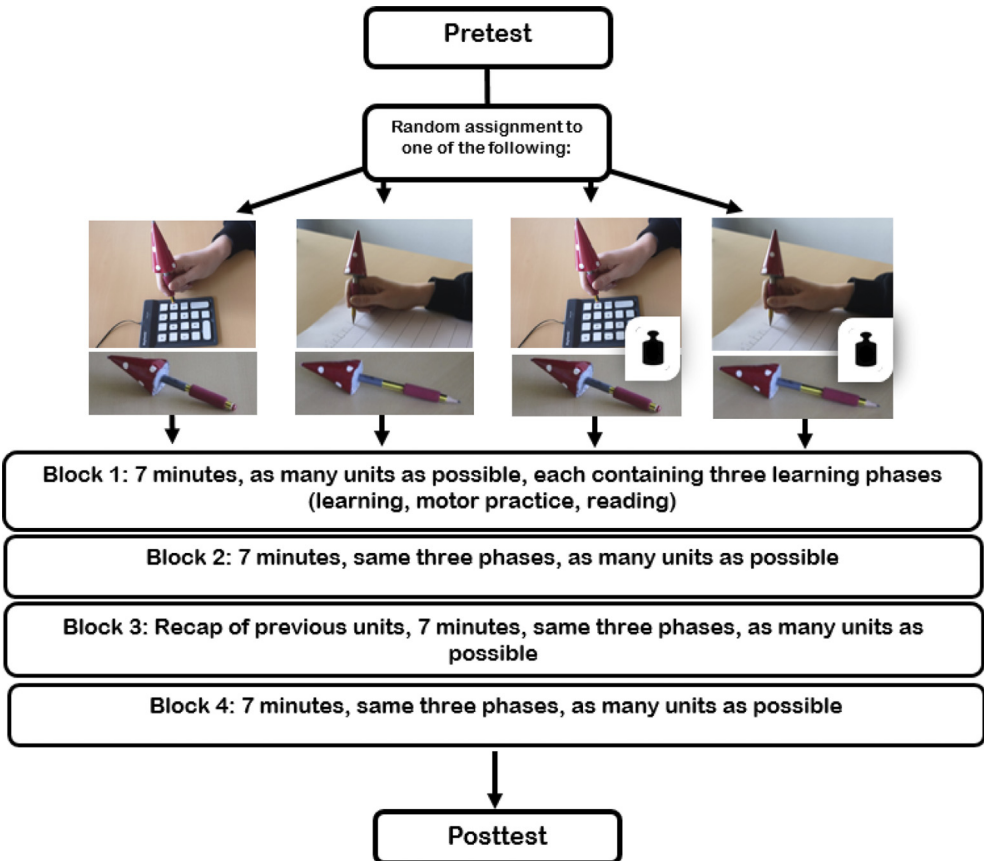 Pretest
Random assignment to
one of the following:
Block 1: 7 minutes, as many units as possible, each containing three learning phases
(learning, motor practice, reading)
Block 2: 7 minutes, same three phases, as many units as possible
Block 3: Recap of previous units, 7 minutes, same three phases, as many units as
possible
Block 4: 7 minutes, same three phases, as many units as possible
Posttest